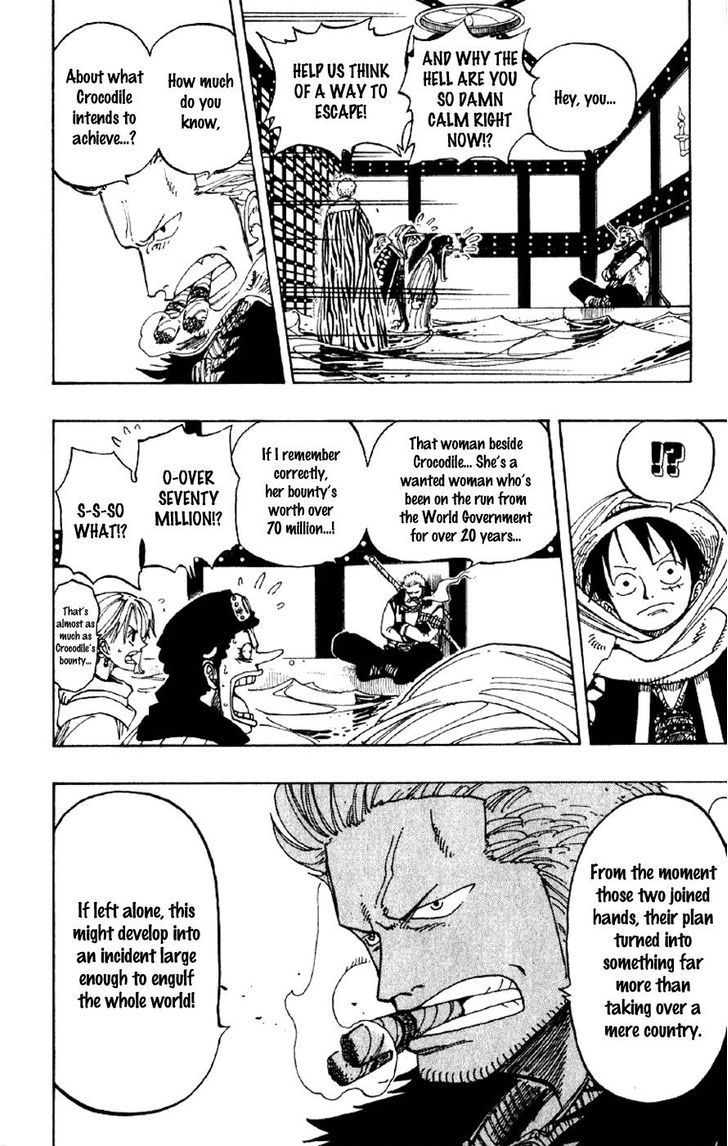 Hey, you...
AND WHY THE
HELL ARE YOU
SO DAMN
CALM RIGHT
NOW!?
HELP US THINK
OF A WAY TO
ESCAPE!
How much
do you
know,
About what
Crocodile
intends to
achieve...?
!?
That woman beside
Crocodile... She's a
wanted woman who's
been on the run from
the World Government
for over 20 years...
If I remember
correctly,
her bounty's
worth over
70 million...!
O-OVER
SEVENTY
MILLION!?
S-S-SO
WHAT!?
That's
almost as
much as
Crocodile's
bounty...
From the moment
those two joined
hands, their plan
turned into
something far
more than
taking over a
mere country.
If left alone, this
might develop into
an incident large
enough to engulf
the whole world!